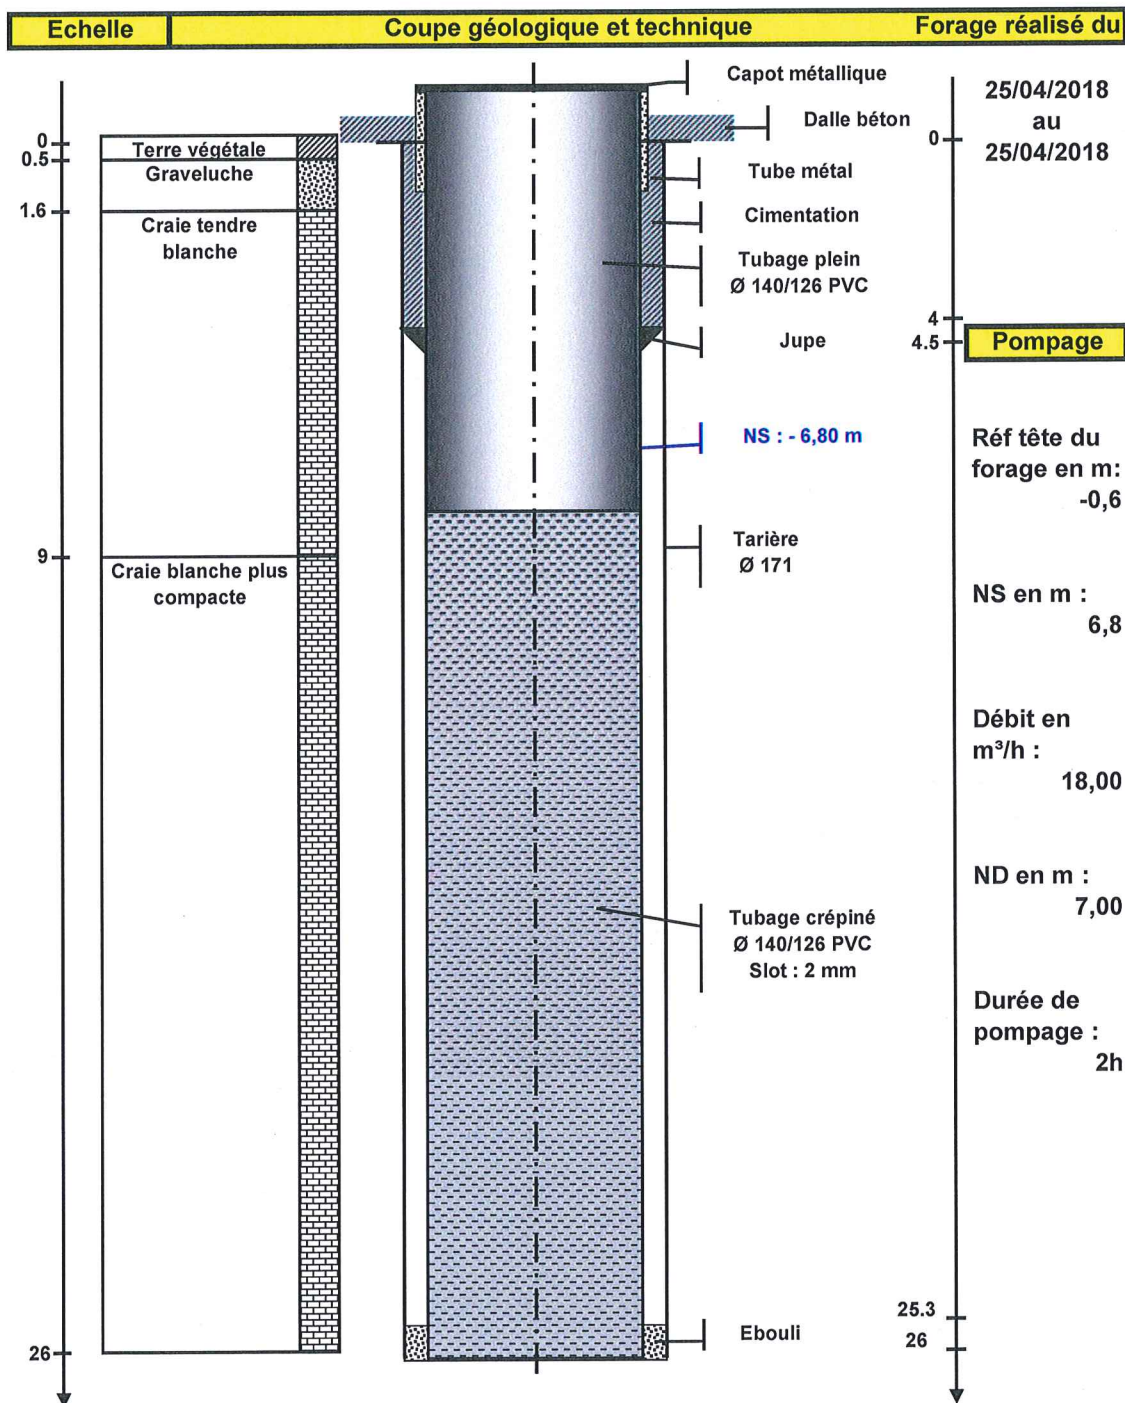 Echelle
Coupe géologique et technique
Forage réalisé du
Capot métallique
Dalle béton
Tube métal
Cimentation
Tubage plein
Ø 140/126 PVC
Jupe
NS : - 6,80 m
Tarière
Ø 171
Tubage crépiné
Ø 140/126 PVC
Slot : 2 mm
Ebouli
0
0.5
1.6
9
26
Terre végétale
Graveluche
Craie tendre
blanche
Craie blanche plus
compacte
0
4
4.5
25.3
26
25/04/2018
au
25/04/2018
Pompage
Réf tête du
forage en m:
-0,6
NS en m :
6,8
Débit en
m³/h :
18,00
ND en m :
7,00
Durée de
pompage :
2h